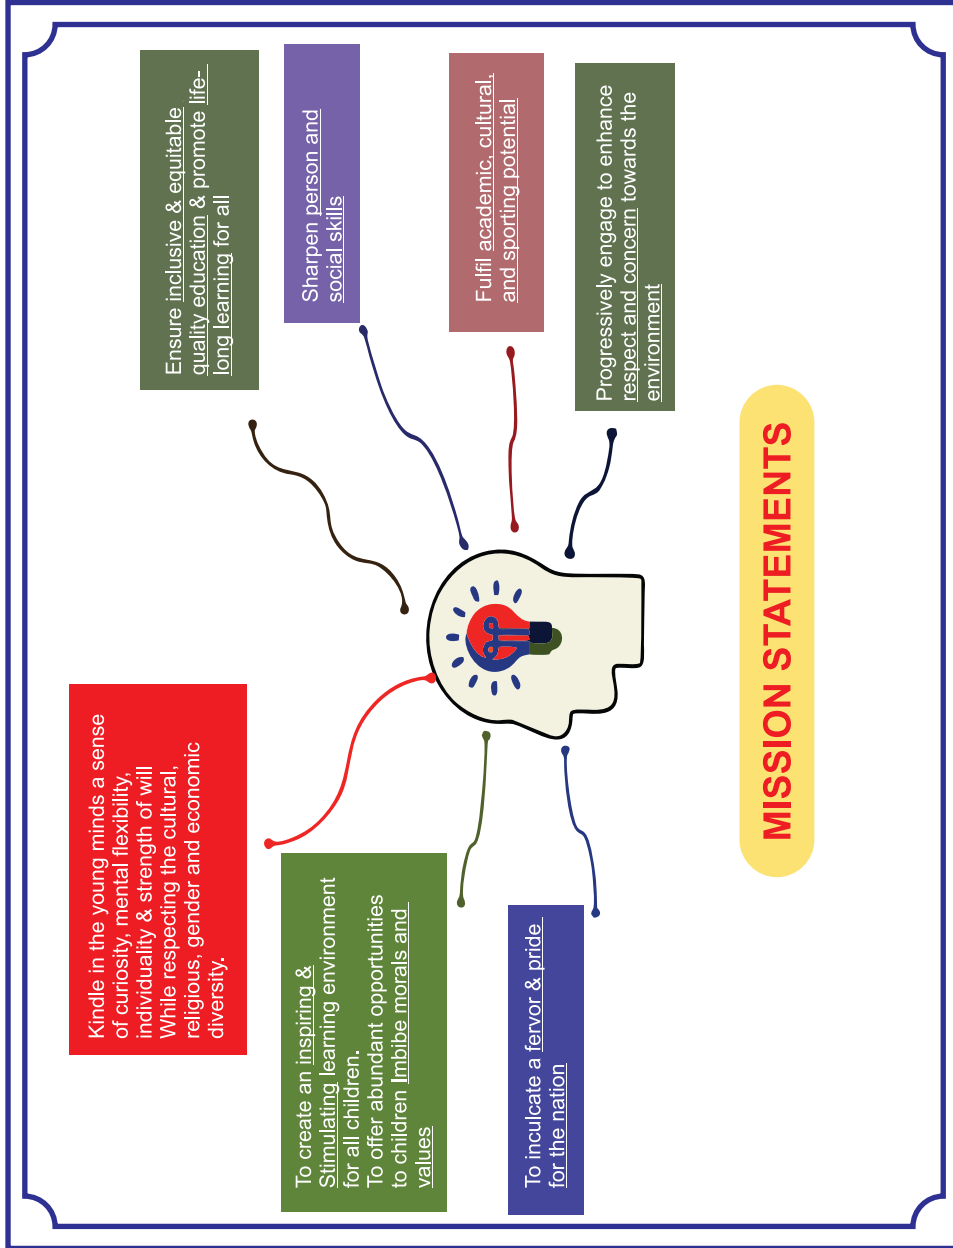 Kindle in the young minds a sense
of curiosity, mental flexibility,
individuality & strength of will
While respecting the cultural,
religious, gender and economic
diversity.
Ensure inclusive & equitable
quality education & promote life-
long learning for all
To create an inspiring &
Stimulating learning environment
for all children.
To offer abundant opportunities
to children Imbibe morals and
values
Sharpen person and
social skills
Fulfil academic, cultural,
and sporting potential
To inculcate a fervor & pride
for the nation
Progressively engage to enhance
respect and concern towards the
environment
MISSION STATEMENTS